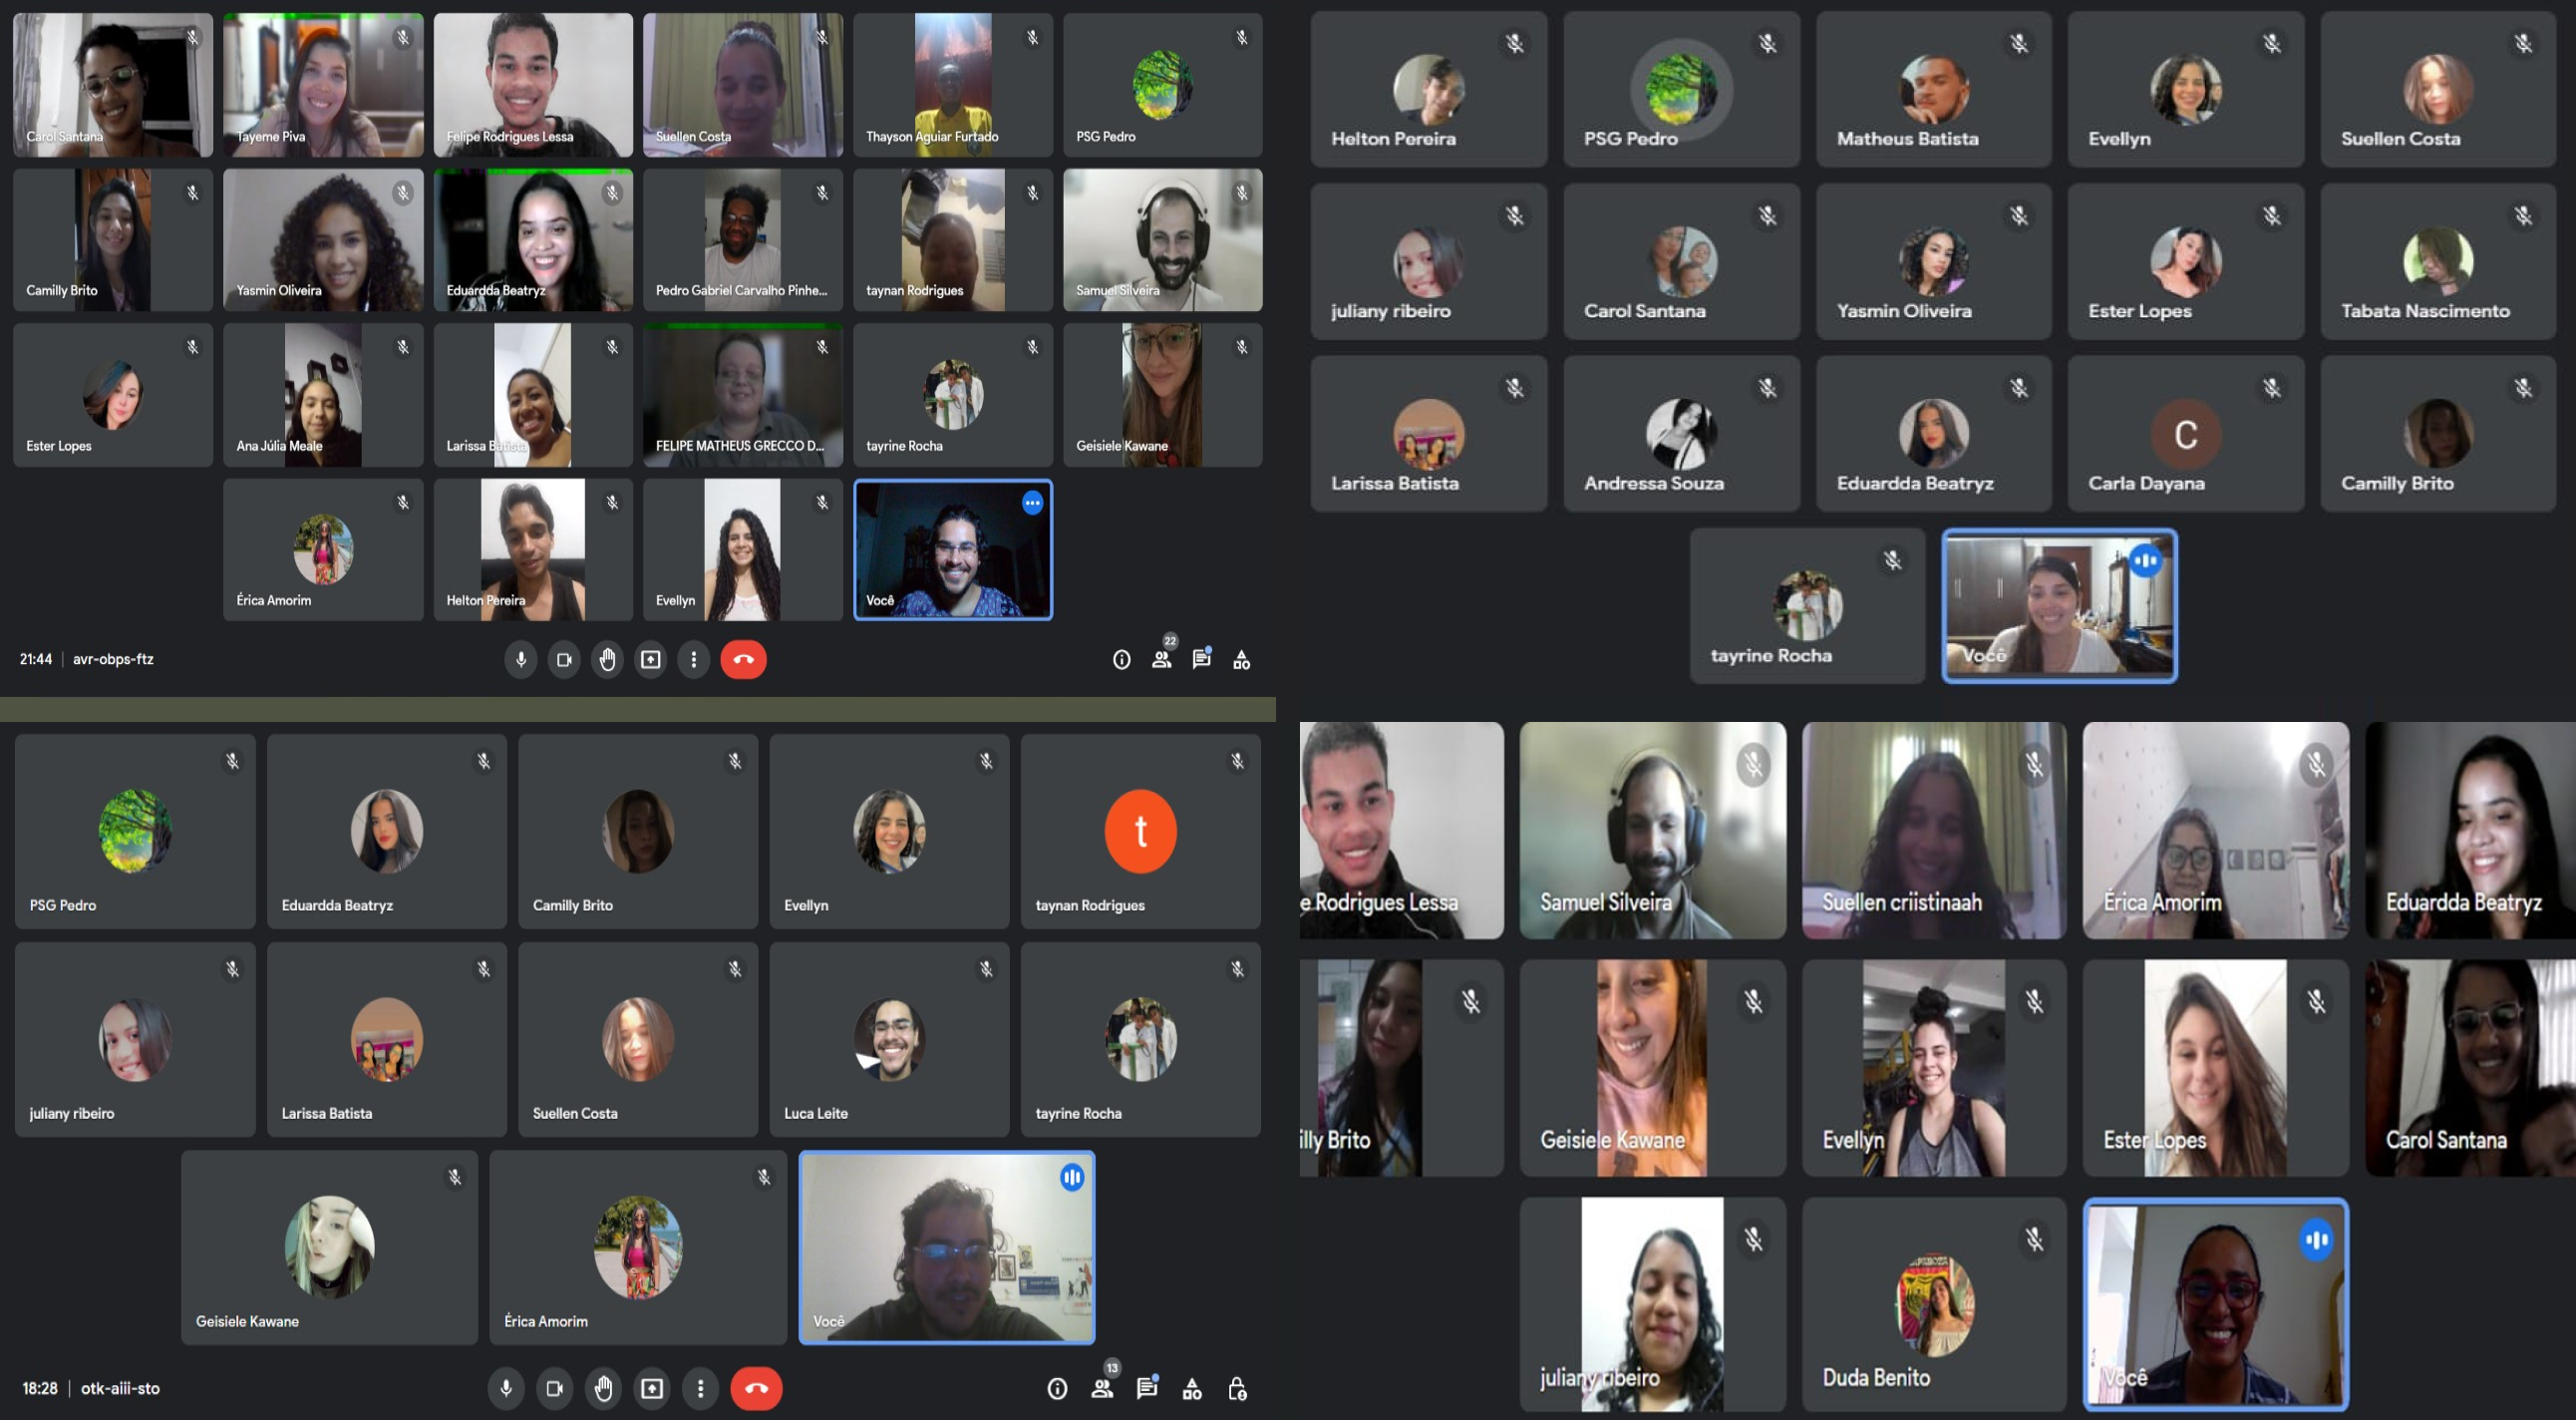 Carol Santana
Tayeme Piva
Felipe Rodrigues Lessa
Suellen Costa
Thayson Aguiar Furtado
PSG Pedro
Camilly Brito
Yasmin Oliveira
Eduardda Beatryz
Pedro Gabriel Carvalho Pinhe...
taynan Rodrigues
Samuel Silveira
Ester Lopes
Ana Júlia Meale
Larissa Batista
FELIPE MATHEUS GRECCO D...
tayrine Rocha
Geisiele Kawane
Érica Amorim
Helton Pereira
Evellyn
Você
21:44 | avr-obps-ftz
22
Helton Pereira
PSG Pedro
Matheus Batista
Evellyn
Suellen Costa
juliany ribeiro
Carol Santana
Yasmin Oliveira
Ester Lopes
Tabata Nascimento
Larissa Batista
Andressa Souza
Eduardda Beatryz
C
Carla Dayana
Camilly Brito
tayrine Rocha
Você
PSG Pedro
Eduardda Beatryz
Camilly Brito
Evellyn
t
taynan Rodrigues
juliany ribeiro
Larissa Batista
Suellen Costa
Luca Leite
tayrine Rocha
Geisiele Kawane
Érica Amorim
Você
18:28 | otk-aiii-sto
13
e Rodrigues Lessa
Samuel Silveira
Suellen criistinaah
Érica Amorim
Eduardda Beatryz
illy Brito
Geisiele Kawane
Evellyn
Ester Lopes
Carol Santana
juliany ribeiro
Duda Benito
Você